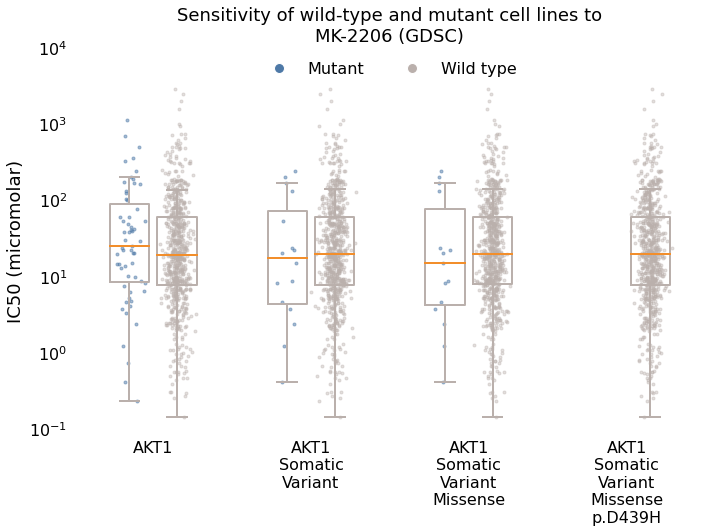 Sensitivity of wild-type and mutant cell lines to
MK-2206 (GDSC)
Mutant
Wild type
IC50 (micromolar)
10⁴
10³
10²
10¹
10⁰
10⁻¹
AKT1
AKT1
Somatic
Variant
AKT1
Somatic
Variant
Missense
AKT1
Somatic
Variant
Missense
p.D439H